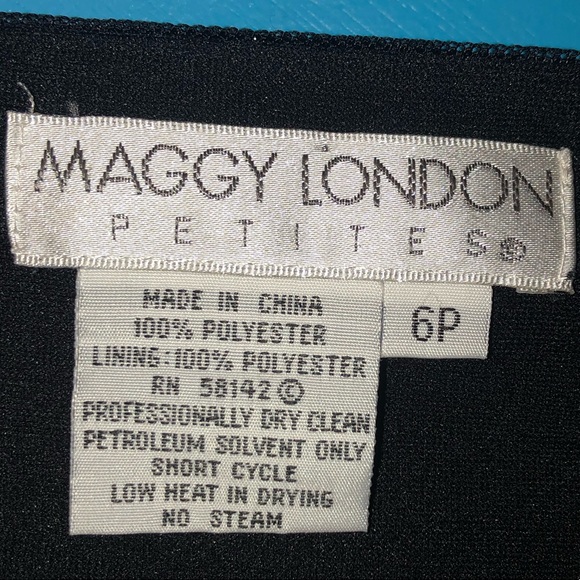 MAGGY LONDON
PETITES®
6P
MADE IN CHINA
100% POLYESTER
LINING:100% POLYESTER
RN 58142 ©
PROFESSIONALLY DRY CLEAN
PETROLEUM SOLVENT ONLY
SHORT CYCLE
LOW HEAT IN DRYING
NO STEAM